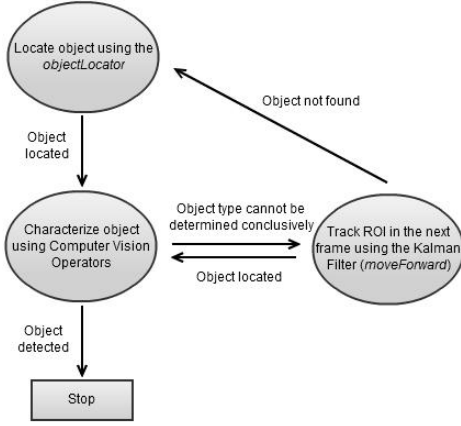 Locate object using the
objectLocator
Object not found
Object
located
Characterize object
using Computer Vision
Operators
Object type cannot be
determined conclusively
Object located
Track ROI in the next
frame using the Kalman
Filter (moveForward)
Object
detected
Stop